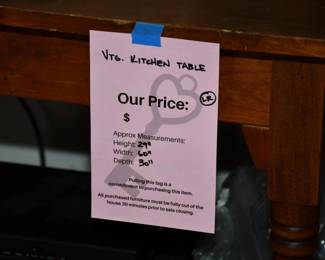 VTG. KITCHEN TABLE
Our Price:
LR
$
Approx Measurements:
Height: 29"
Width: 60"
Depth: 30"
Pulling this tag is a
commitment to purchasing this item.
All purchased furniture must be fully out of the
house 30 minutes prior to sale closing.